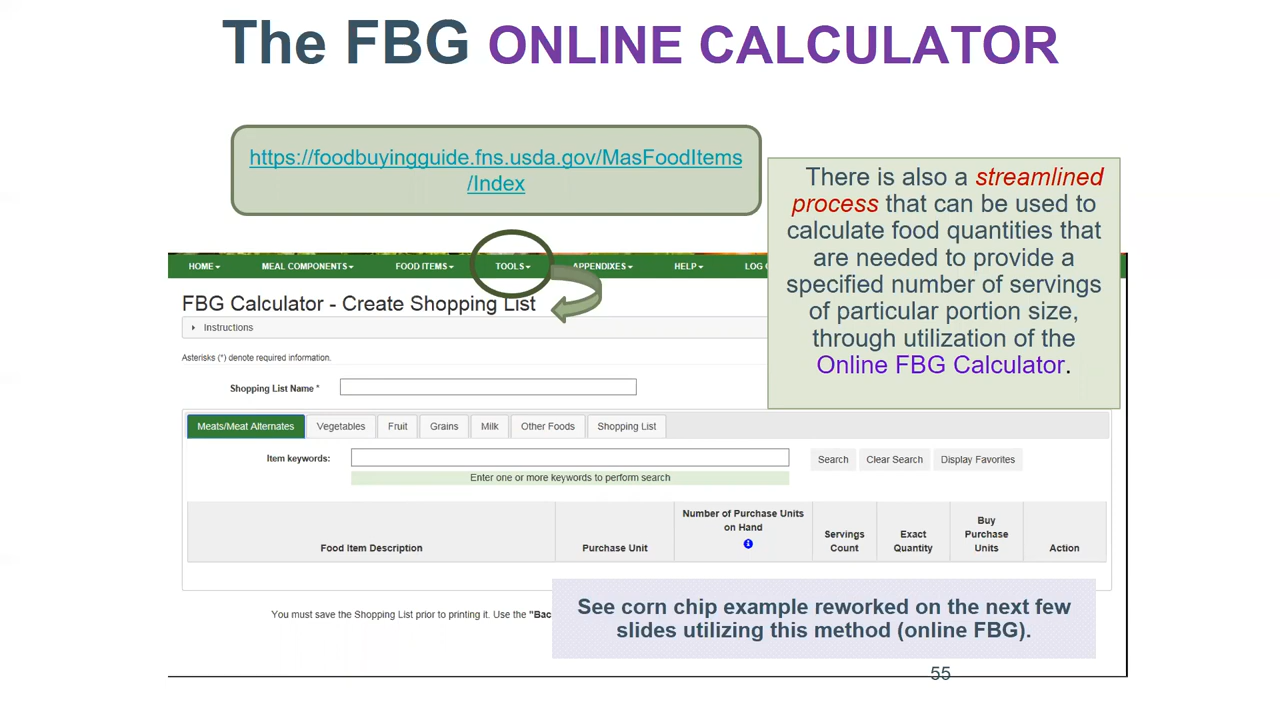 The FBG ONLINE CALCULATOR
https://foodbuyingguide.fns.usda.gov/MasFoodItems
/Index
There is also a streamlined
process that can be used to
calculate food quantities that
are needed to provide a
specified number of servings
of particular portion size,
through utilization of the
Online FBG Calculator.
HOME MEAL COMPONENTS FOOD ITEMS TOOLS APPENDIXES HELP LOG
FBG Calculator - Create Shopping List
Instructions
Asterisks (*) denote required information.
Shopping List Name *
Meats/Meat Alternates Vegetables Fruit Grains Milk Other Foods Shopping List
Item keywords: Search Clear Search Display Favorites
Enter one or more keywords to perform search
Food Item Description Purchase Unit Number of Purchase Units on Hand Servings Count Exact Quantity Buy Purchase Units Action
You must save the Shopping List prior to printing it. Use the "Bac
See corn chip example reworked on the next few
slides utilizing this method (online FBG).
55